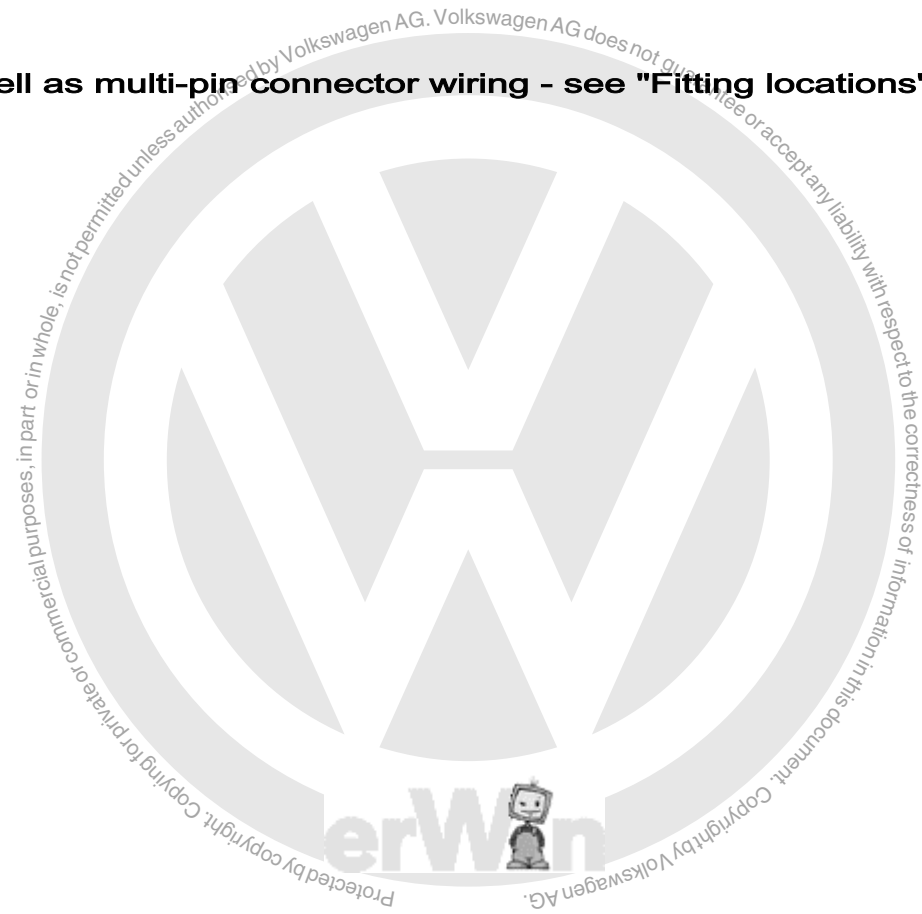 ell as multi-pin connector wiring - see "Fitting locations"
Protected by copyright. Copying for private or commercial purposes, in part or in whole, is not permitted unless authorised by Volkswagen AG. Volkswagen AG does not guarantee or accept any liability with respect to the correctness of information in this document. Copyright by Volkswagen AG.
erWin